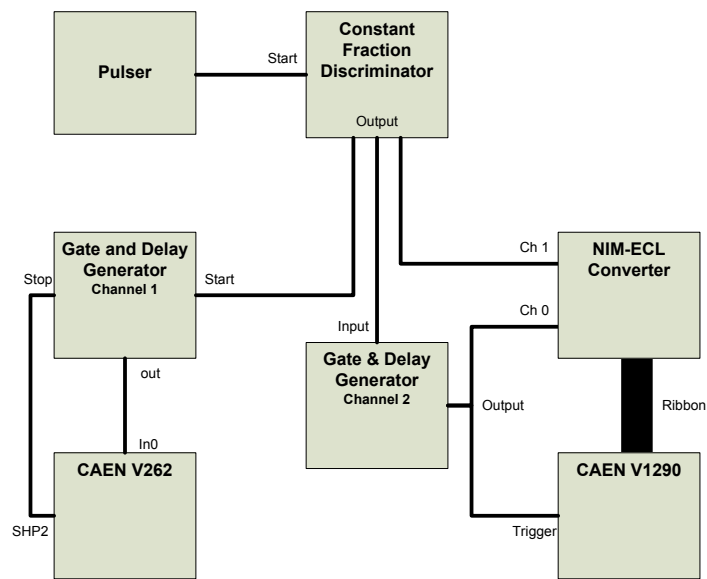 Pulser
Start
Constant
Fraction
Discriminator
Output
Gate and Delay
Generator
Channel 1
Stop
Start
out
Ch 1
NIM-ECL
Converter
Ch 0
Input
Gate & Delay
Generator
Channel 2
Output
Ribbon
In0
CAEN V262
SHP2
CAEN V1290
Trigger